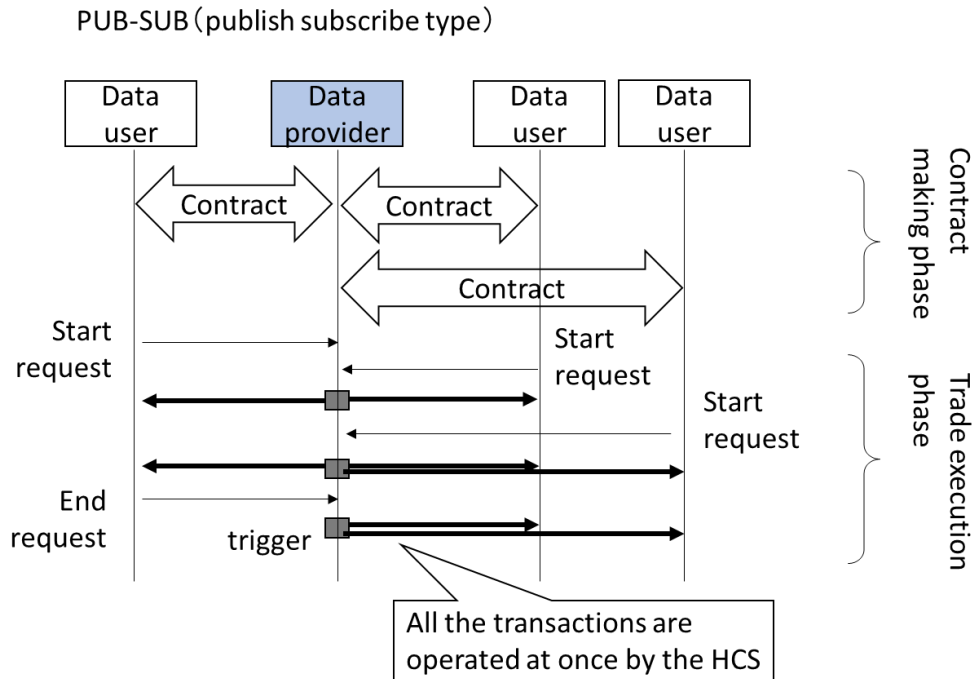 PUB-SUB（publish subscribe type）
Data
user
Data
provider
Data
user
Data
user
Contract
Contract
Contract
Contract
making phase
Start
request
Start
request
Start
request
End
request
trigger
Trade execution
phase
All the transactions are
operated at once by the HCS